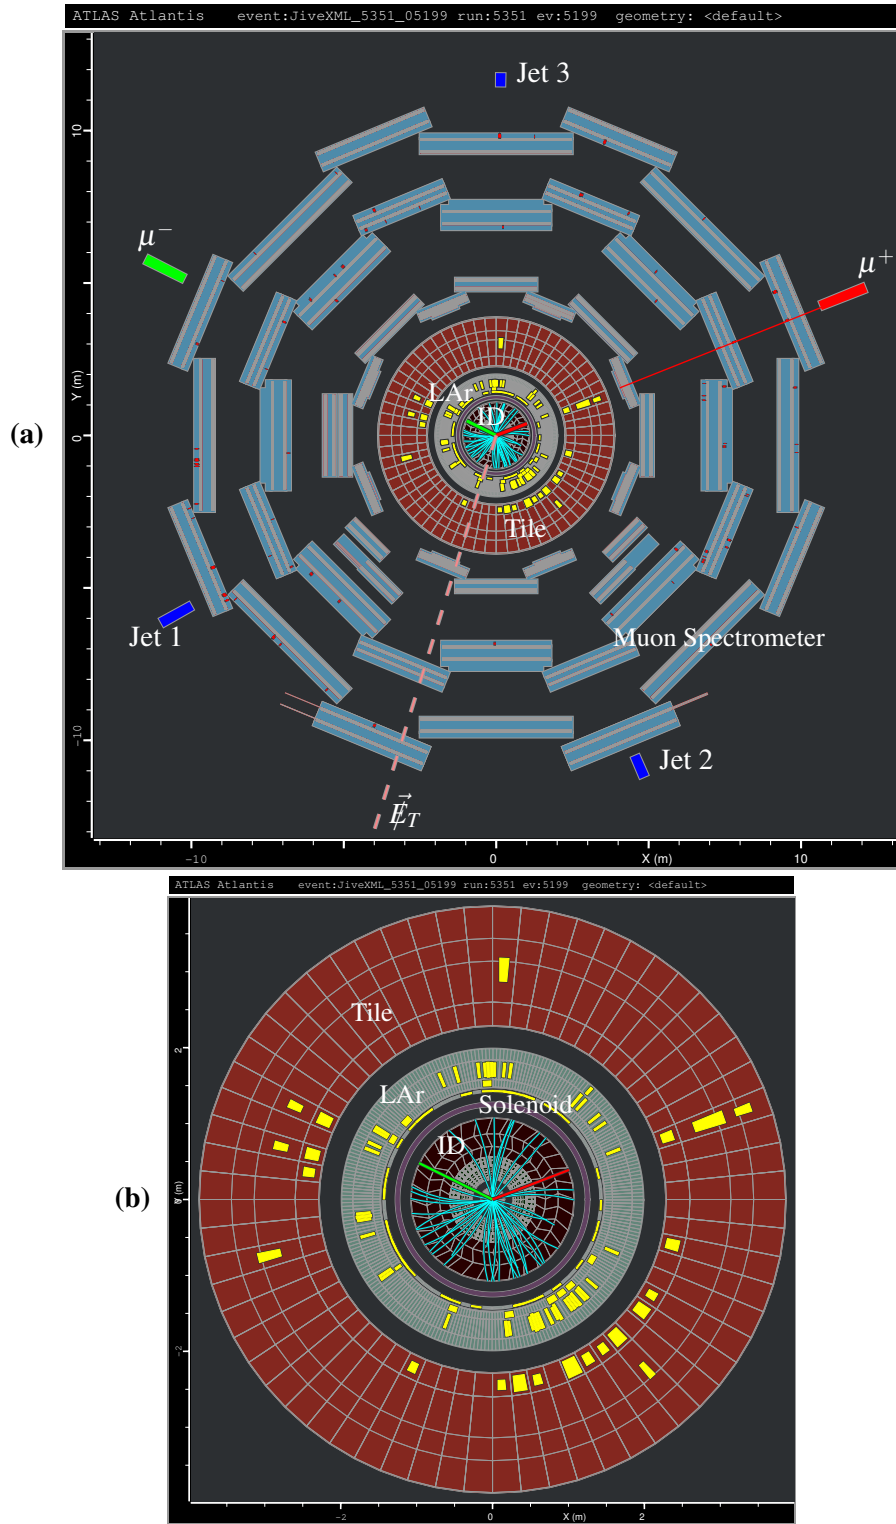 ATLAS Atlantis event:JiveXML_5351_05199 run:5351 ev:5199 geometry: <default>
Jet 3
10
μ⁻
μ⁺
Y (m)
LAr
ID
(a)
0
Tile
Jet 1
Muon Spectrometer
-10
Jet 2
E̸⃗_T
-10
0
X (m)
10
ATLAS Atlantis event:JiveXML_5351_05199 run:5351 ev:5199 geometry: <default>
Tile
2
LAr
Solenoid
ID
(b)
-2
-2
0
X (m)
2